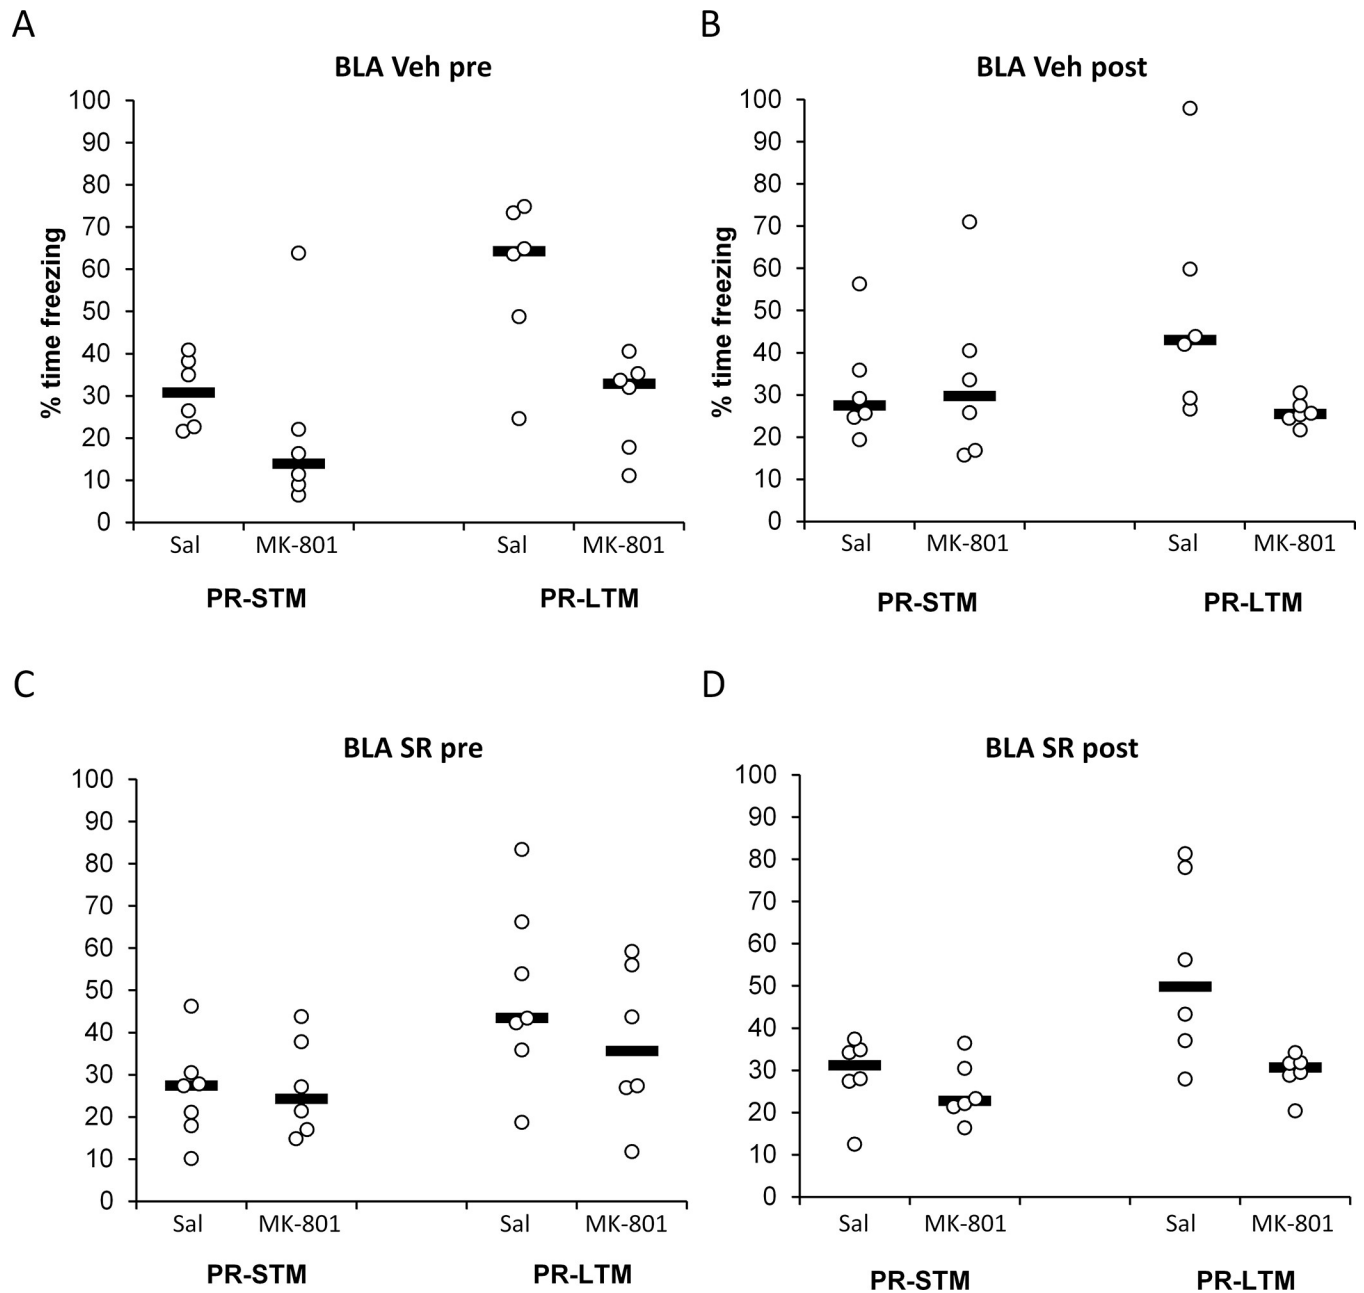 A
BLA Veh pre
% time freezing
100
90
80
70
60
50
40
30
20
10
0
Sal MK-801 Sal MK-801
PR-STM PR-LTM
B
BLA Veh post
% time freezing
100
90
80
70
60
50
40
30
20
10
0
Sal MK-801 Sal MK-801
PR-STM PR-LTM
C
BLA SR pre
100
90
80
70
60
50
40
30
20
10
0
Sal MK-801 Sal MK-801
PR-STM PR-LTM
D
BLA SR post
100
90
80
70
60
50
40
30
20
10
0
Sal MK-801 Sal MK-801
PR-STM PR-LTM